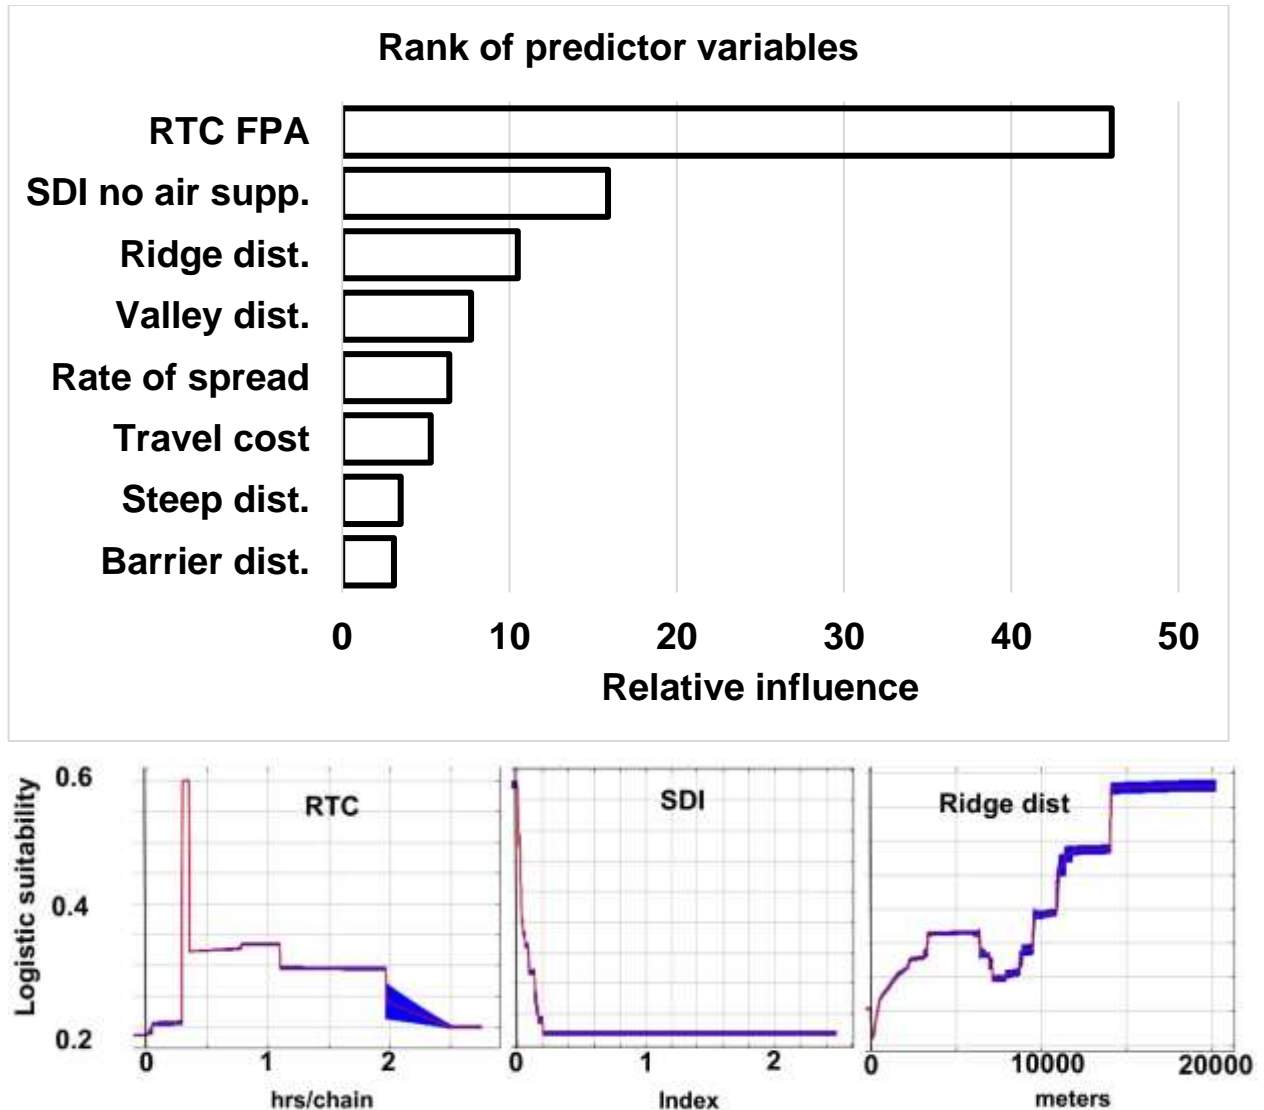 Rank of predictor variables
RTC FPA
SDI no air supp.
Ridge dist.
Valley dist.
Rate of spread
Travel cost
Steep dist.
Barrier dist.
0 10 20 30 40 50
Relative influence
Logistic suitability
0.6
0.4
0.2
RTC
0 1 2
hrs/chain
SDI
0 1 2
Index
Ridge dist
0 10000 20000
meters